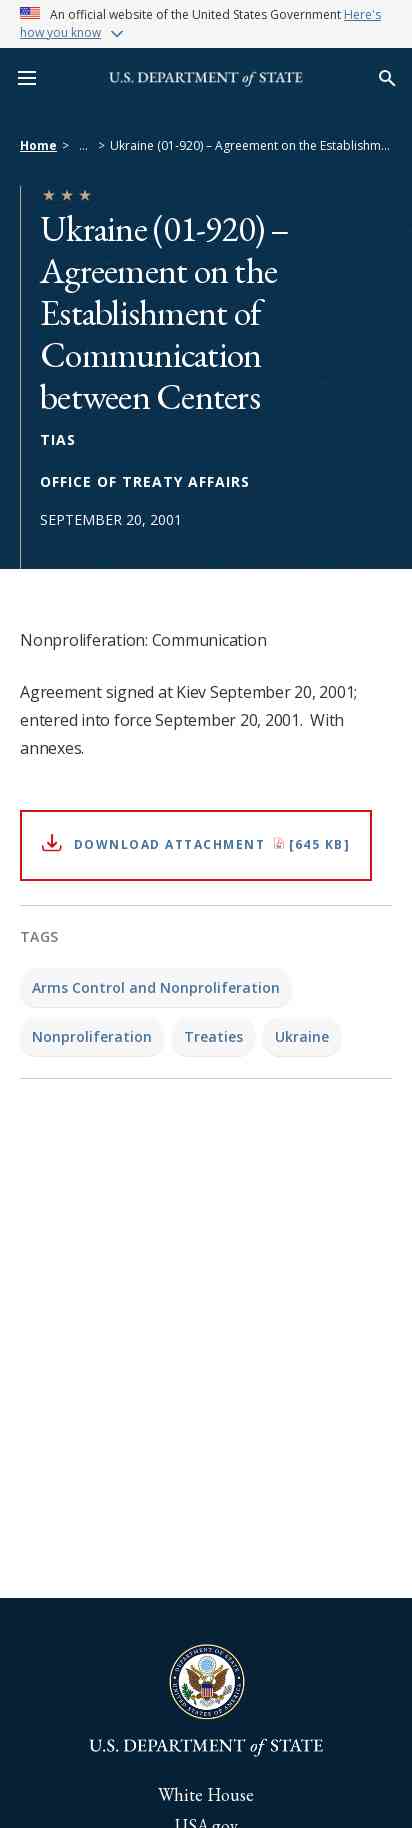 An official website of the United States Government Here's
how you know
U.S. DEPARTMENT of STATE
Home > ... > Ukraine (01-920) – Agreement on the Establishm...
Ukraine (01-920) –
Agreement on the
Establishment of
Communication
between Centers
TIAS
OFFICE OF TREATY AFFAIRS
SEPTEMBER 20, 2001
Nonproliferation: Communication
Agreement signed at Kiev September 20, 2001;
entered into force September 20, 2001.  With
annexes.
DOWNLOAD ATTACHMENT [645 KB]
TAGS
Arms Control and Nonproliferation
Nonproliferation Treaties Ukraine
U.S. DEPARTMENT of STATE
White House
USA.gov